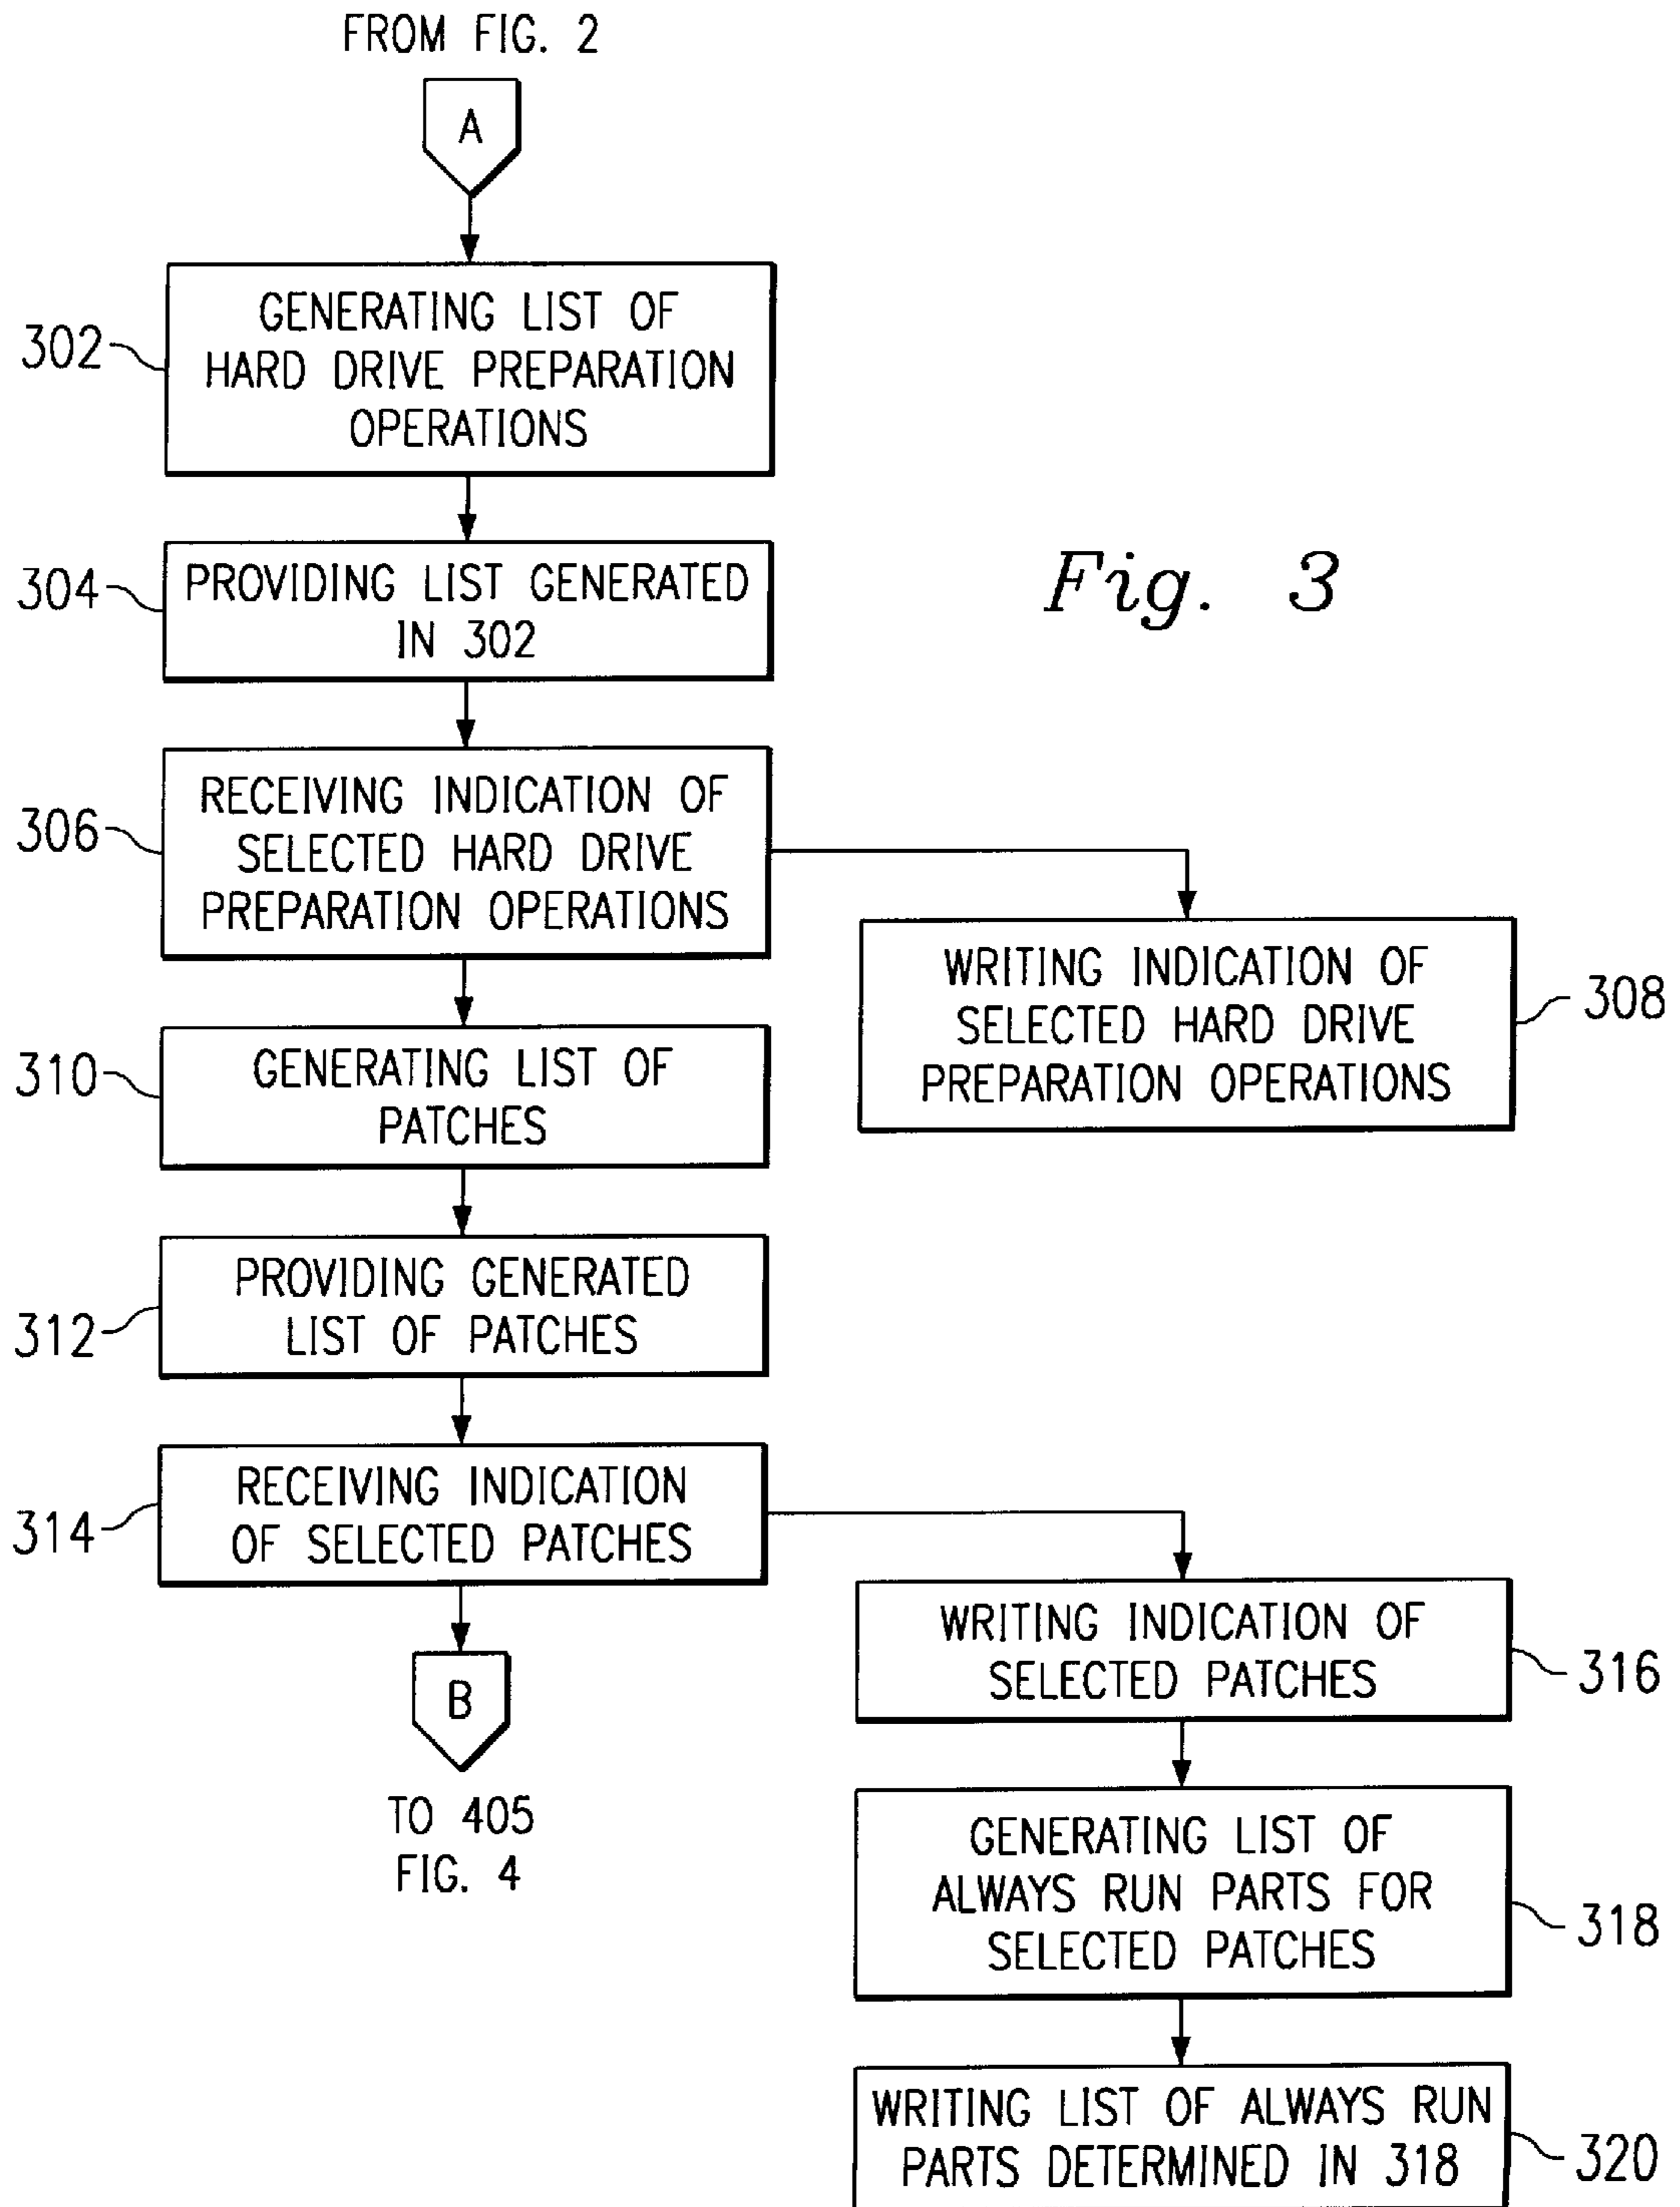 FROM FIG. 2
A
302
GENERATING LIST OF
HARD DRIVE PREPARATION
OPERATIONS
304
PROVIDING LIST GENERATED
IN 302
Fig. 3
306
RECEIVING INDICATION OF
SELECTED HARD DRIVE
PREPARATION OPERATIONS
WRITING INDICATION OF
SELECTED HARD DRIVE
PREPARATION OPERATIONS
308
310
GENERATING LIST OF
PATCHES
312
PROVIDING GENERATED
LIST OF PATCHES
314
RECEIVING INDICATION
OF SELECTED PATCHES
B
TO 405
FIG. 4
WRITING INDICATION OF
SELECTED PATCHES
316
GENERATING LIST OF
ALWAYS RUN PARTS FOR
SELECTED PATCHES
318
WRITING LIST OF ALWAYS RUN
PARTS DETERMINED IN 318
320